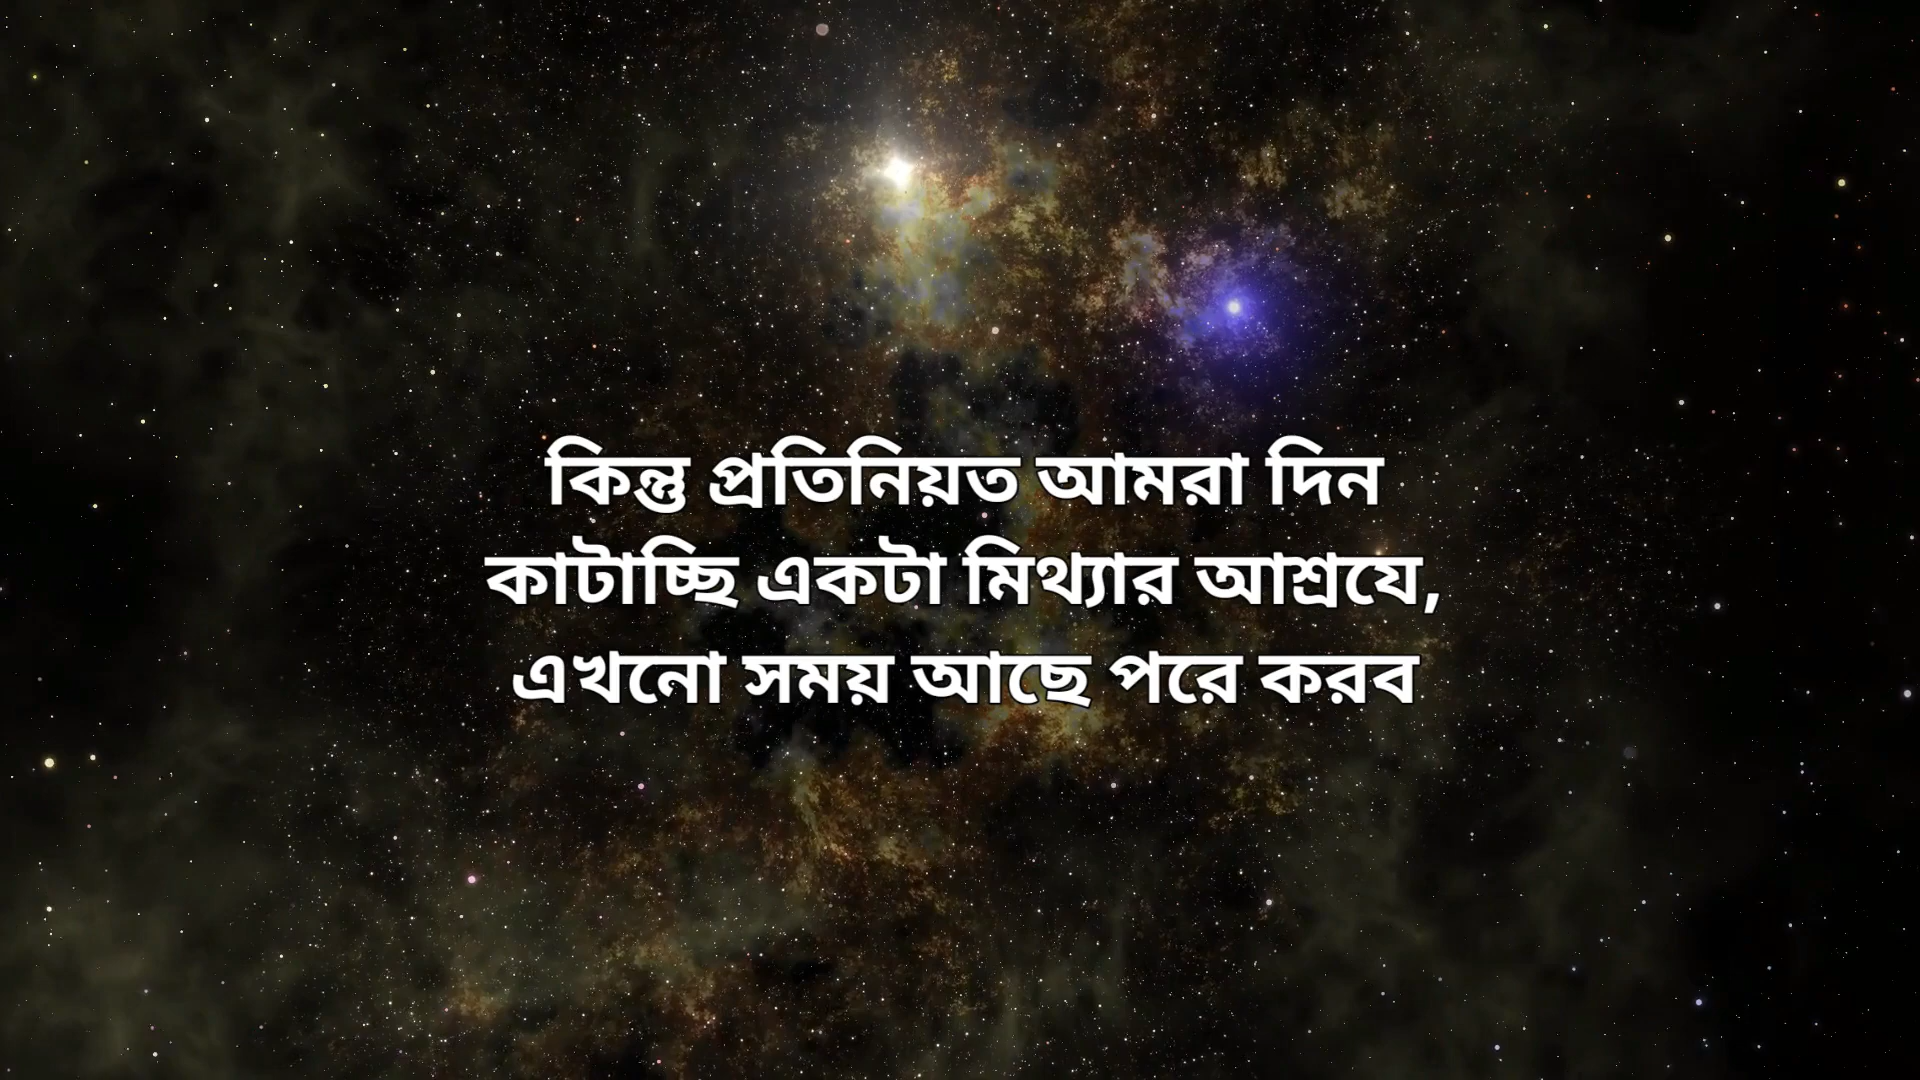 কিন্তু প্রতিনিয়ত আমরা দিন
কাটাচ্ছি একটা মিথ্যার আশ্রযে,
এখনো সময় আছে পরে করব